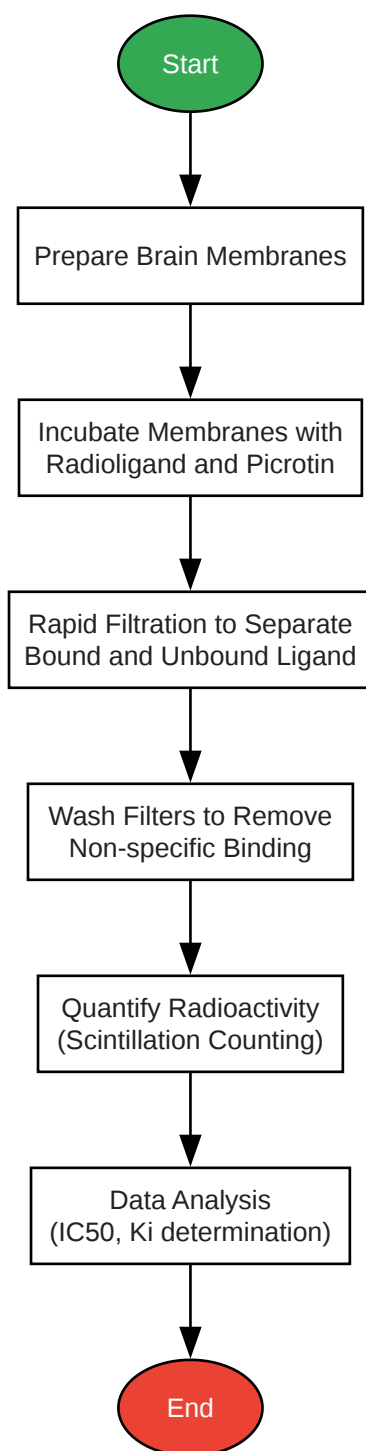 Start
Prepare Brain Membranes
Incubate Membranes with
Radioligand and Picrotin
Rapid Filtration to Separate
Bound and Unbound Ligand
Wash Filters to Remove
Non-specific Binding
Quantify Radioactivity
(Scintillation Counting)
Data Analysis
(IC50, Ki determination)
End